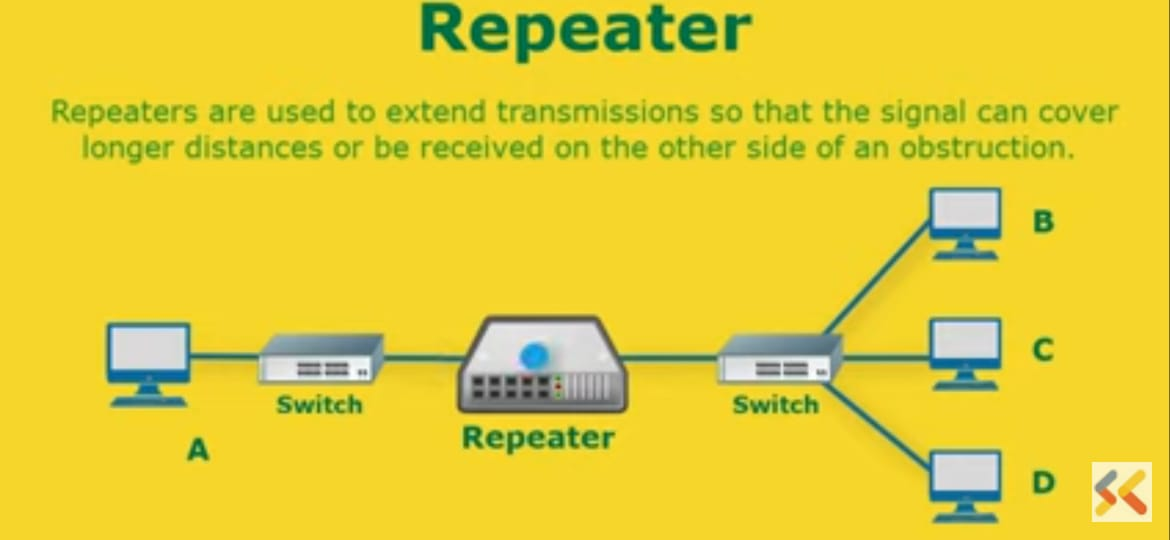 Repeater
Repeaters are used to extend transmissions so that the signal can cover
longer distances or be received on the other side of an obstruction.
B
C
Switch
Switch
Repeater
A
D